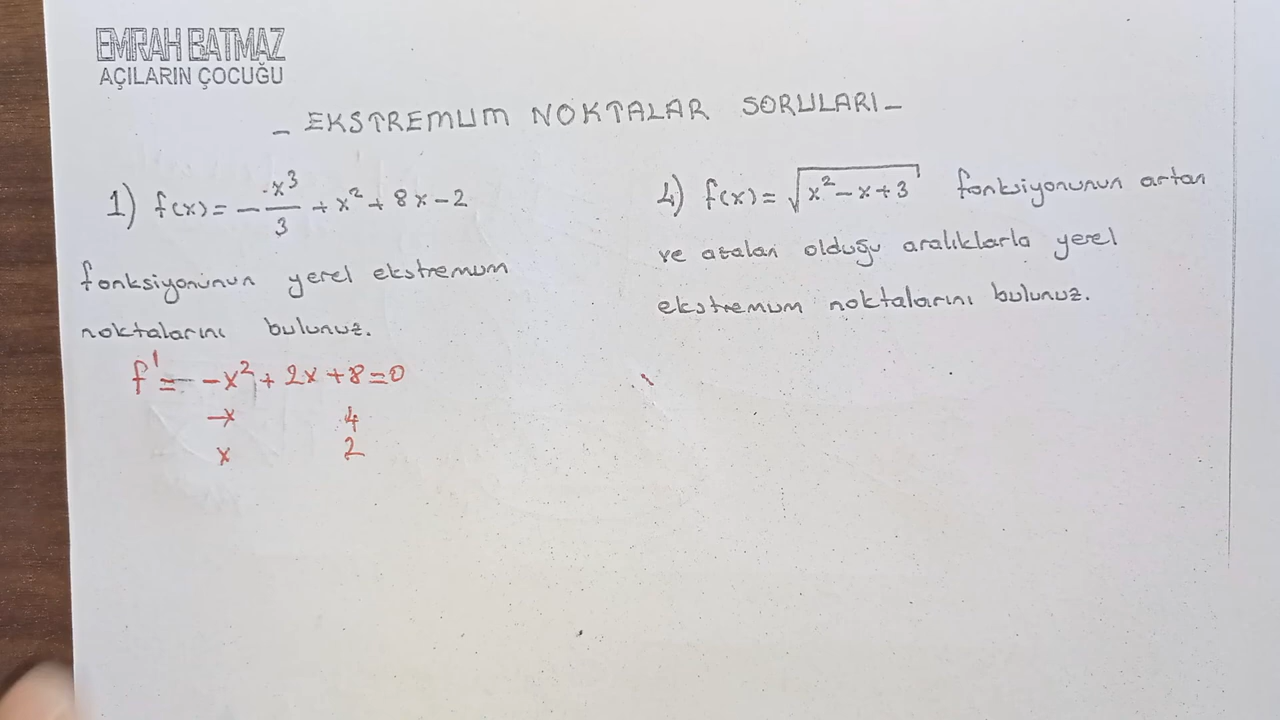 EMRAH BATMAZ
AÇILARIN ÇOCUĞU
- EKSTREMUM NOKTALAR SORULARI -
1) f(x) = -x³/3 + x² + 8x - 2
fonksiyonunun yerel ekstremum
noktalarını bulunuz.
f' = -x² + 2x + 8 = 0
-x 4
x 2
4) f(x) = √(x² - x + 3) fonksiyonunun artan
ve azalan olduğu aralıklarla yerel
ekstremum noktalarını bulunuz.